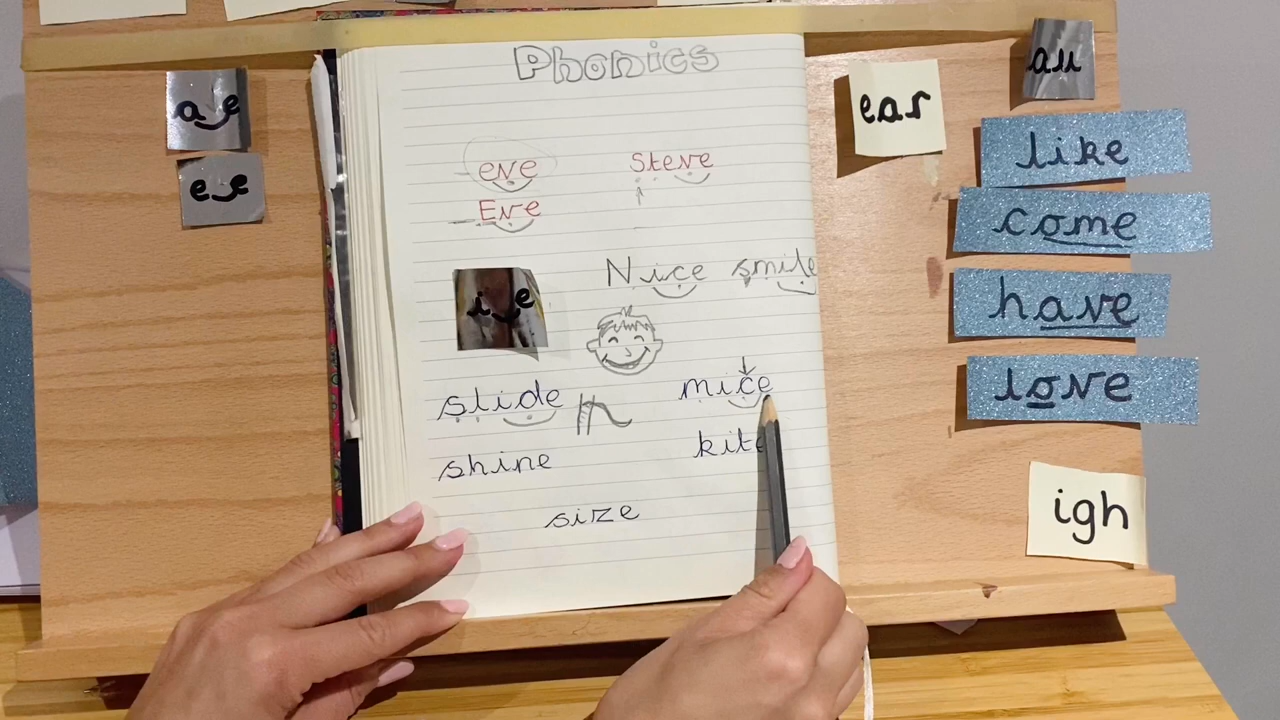 a_e
e_e
Phonics
eve steve
Eve
Nice smile
i_e
slide mice
kite
shine
size
ear
au
like
come
have
love
igh